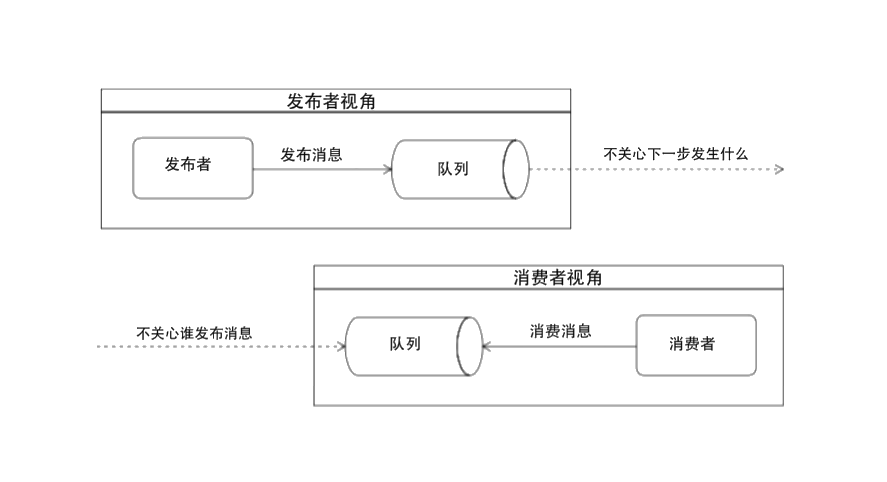 发布者视角
发布者
发布消息
队列
不关心下一步发生什么
消费者视角
不关心谁发布消息
队列
消费消息
消费者